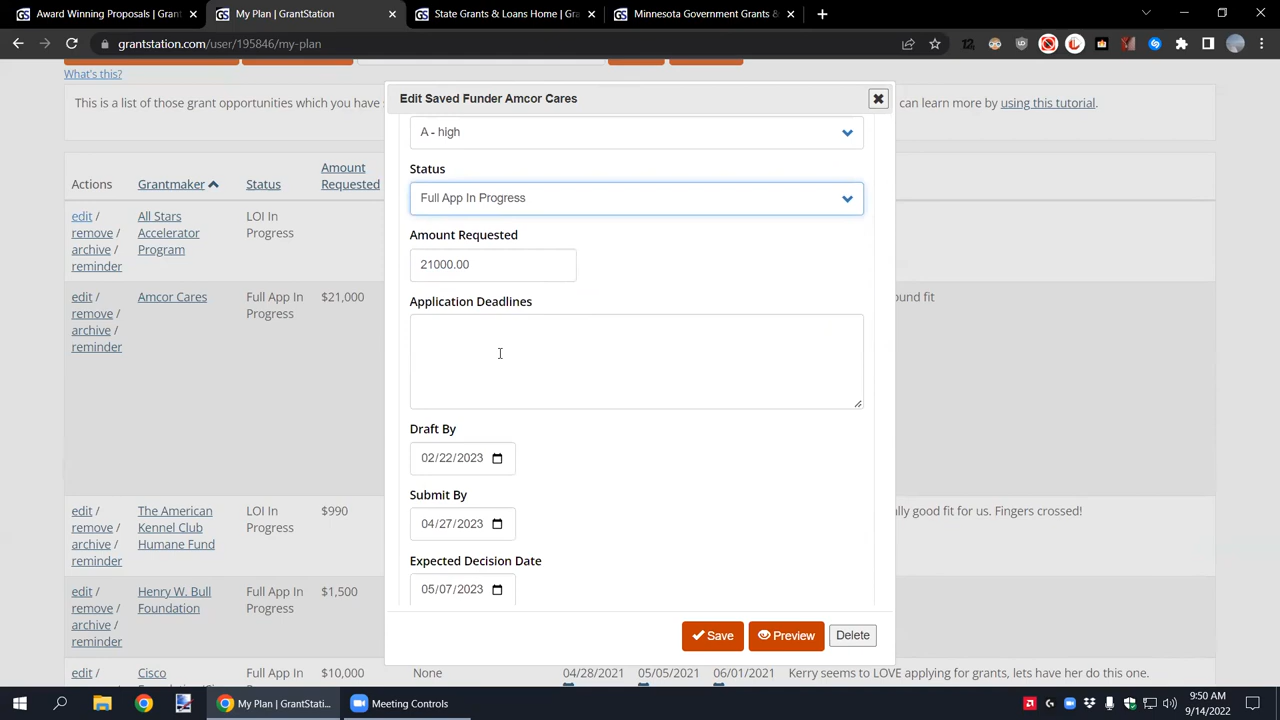 Award Winning Proposals | Grant
My Plan | GrantStation
State Grants & Loans Home | Gra
Minnesota Government Grants &
grantstation.com/user/195846/my-plan
What's this?
This is a list of those grant opportunities which you have
can learn more by using this tutorial.
Actions
Grantmaker
Status
Amount
Requested
edit /
remove /
archive /
reminder
All Stars
Accelerator
Program
LOI In
Progress
edit /
remove /
archive /
reminder
Amcor Cares
Full App In
Progress
$21,000
ound fit
edit /
remove /
archive /
reminder
The American
Kennel Club
Humane Fund
LOI In
Progress
$990
lly good fit for us. Fingers crossed!
edit /
remove /
archive /
reminder
Henry W. Bull
Foundation
Full App In
Progress
$1,500
edit /
Cisco
Full App In
$10,000
None
04/28/2021
05/05/2021
06/01/2021
Kerry seems to LOVE applying for grants, lets have her do this one.
Edit Saved Funder Amcor Cares
A - high
Status
Full App In Progress
Amount Requested
21000.00
Application Deadlines
Draft By
02/22/2023
Submit By
04/27/2023
Expected Decision Date
05/07/2023
Save
Preview
Delete
My Plan | GrantStati...
Meeting Controls
9:50 AM
9/14/2022